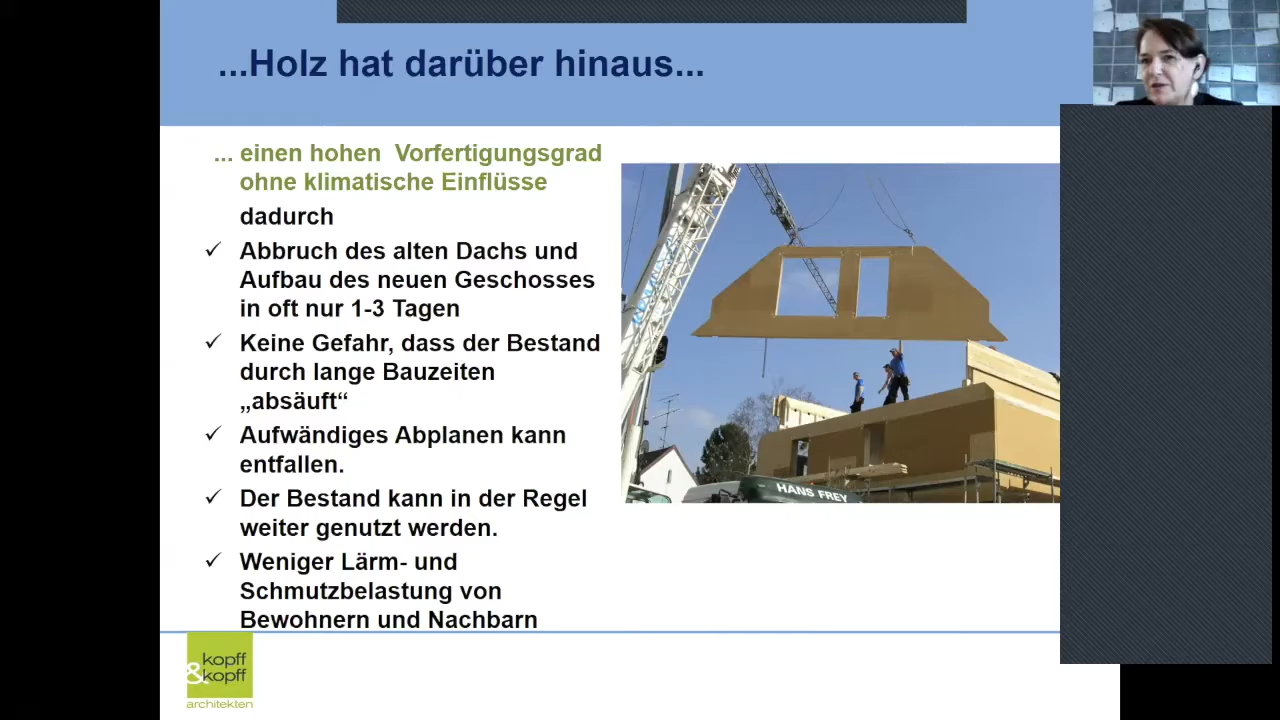 ...Holz hat darüber hinaus...
... einen hohen Vorfertigungsgrad
ohne klimatische Einflüsse
dadurch
✓ Abbruch des alten Dachs und
Aufbau des neuen Geschosses
in oft nur 1-3 Tagen
✓ Keine Gefahr, dass der Bestand
durch lange Bauzeiten
„absäuft“
✓ Aufwändiges Abplanen kann
entfallen.
✓ Der Bestand kann in der Regel
weiter genutzt werden.
✓ Weniger Lärm- und
Schmutzbelastung von
Bewohnern und Nachbarn
HANS FREY
kopff
&kopff
architekten